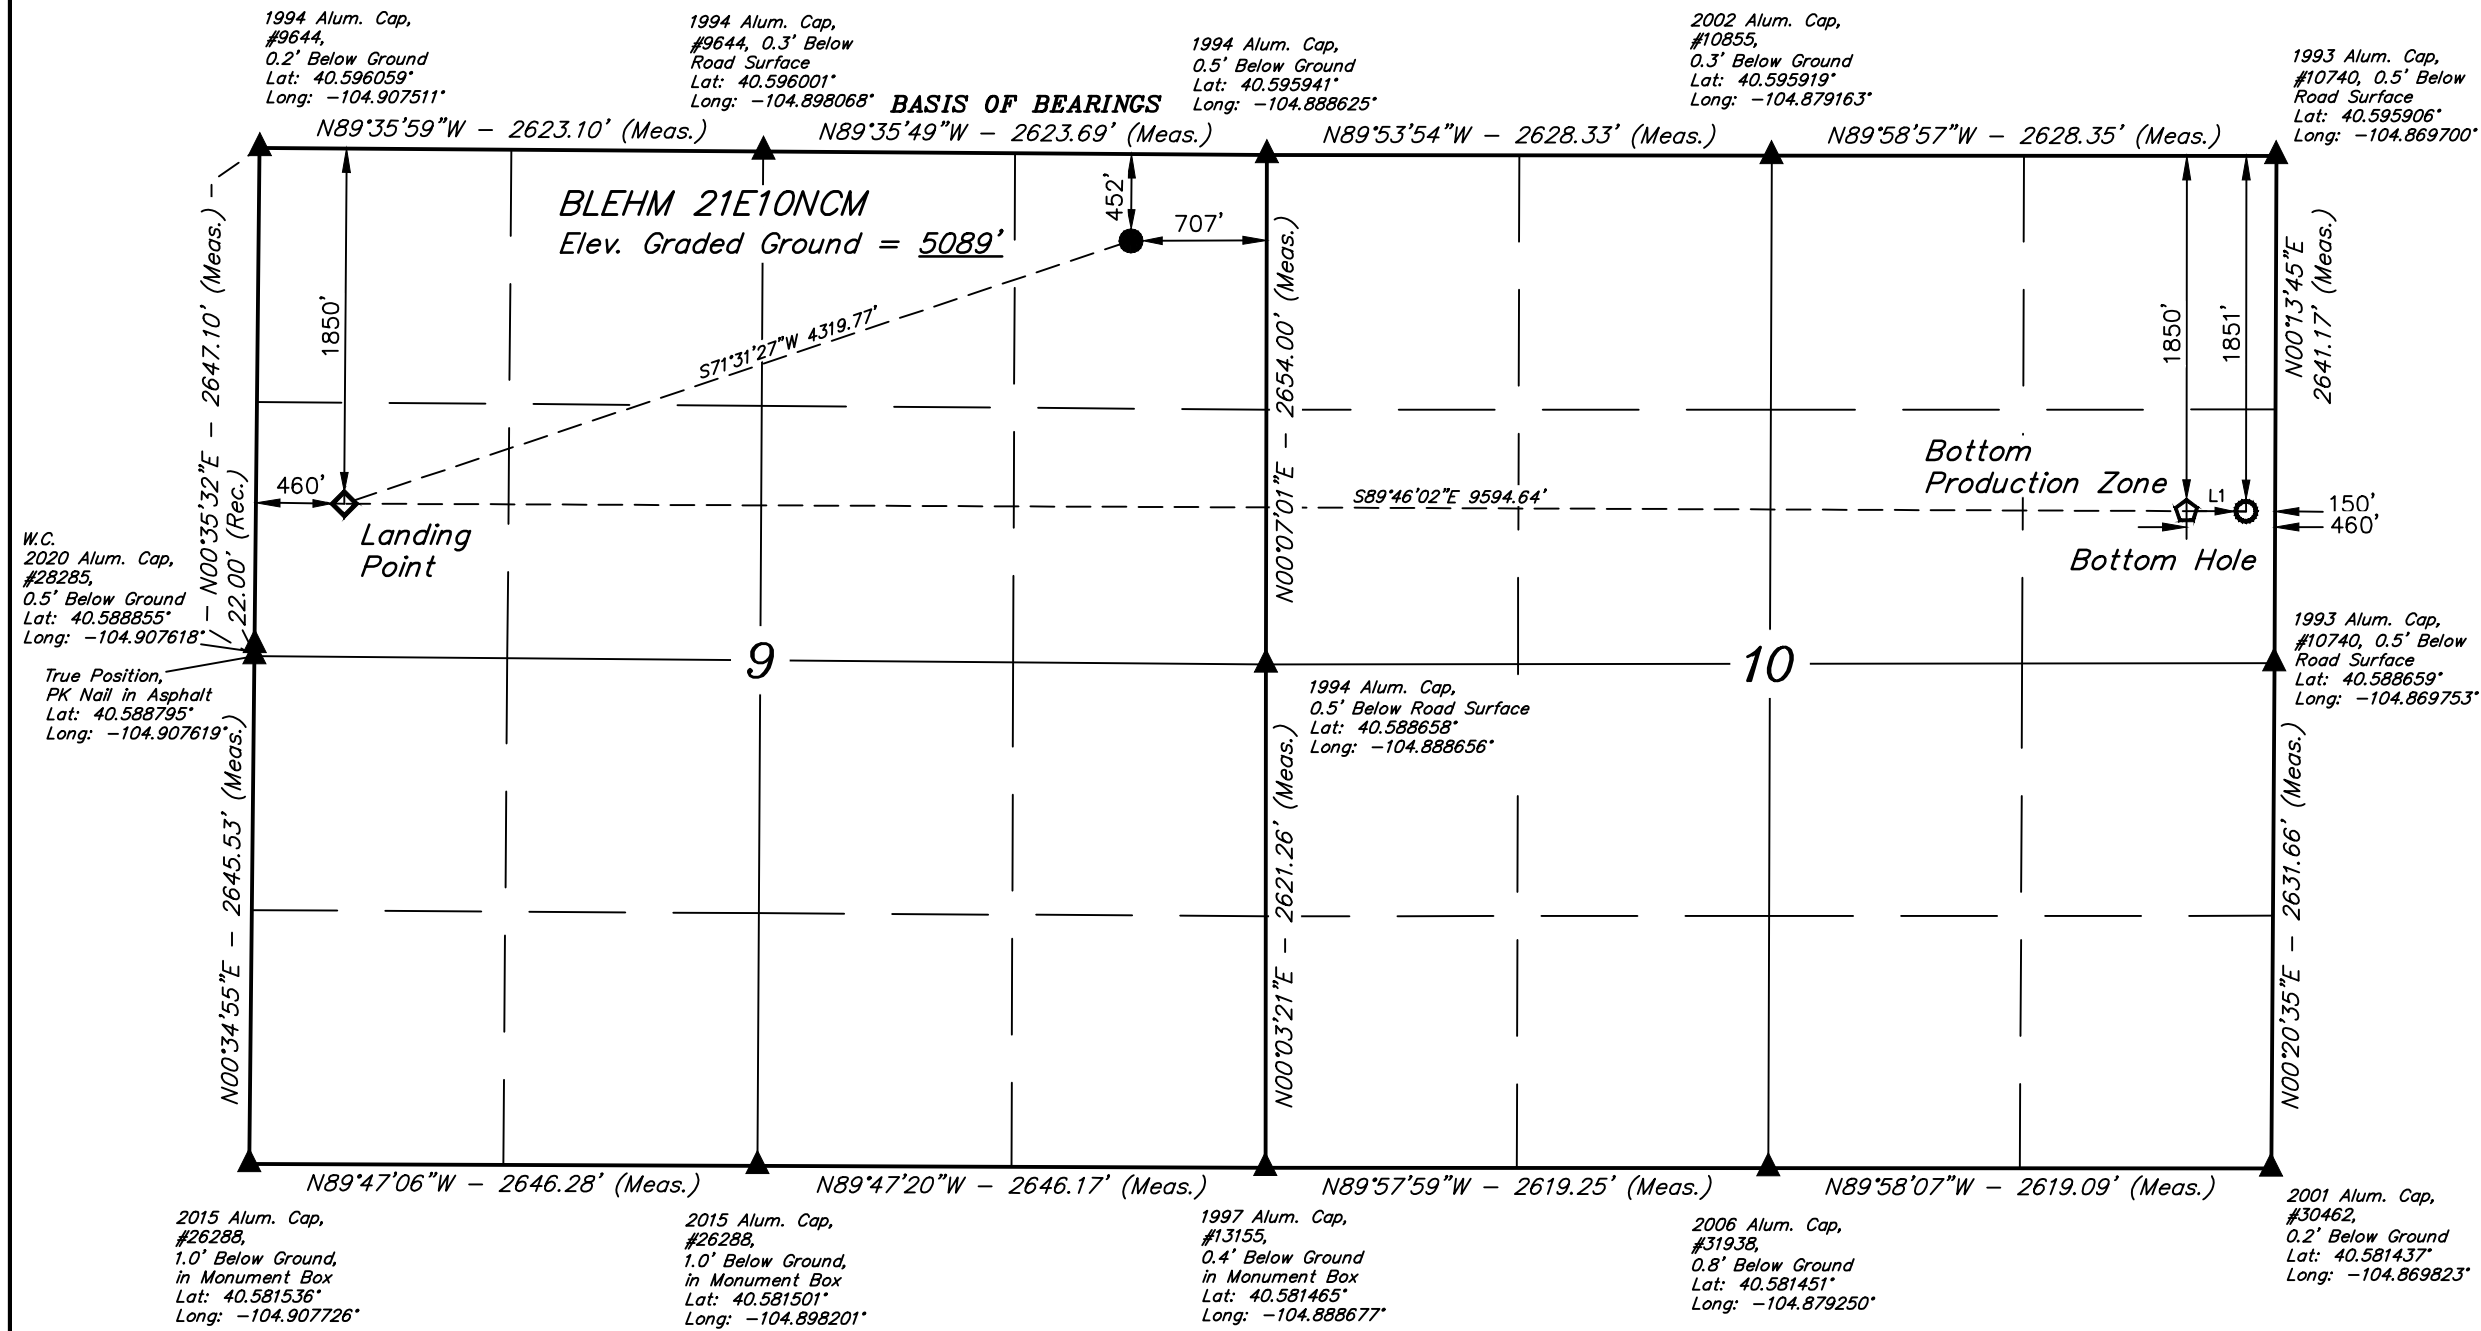 1994 Alum. Cap,
#9644,
0.2' Below Ground
Lat: 40.596059°
Long: -104.907511°
1994 Alum. Cap,
#9644, 0.3' Below
Road Surface
Lat: 40.596001°
Long: -104.898068°
BASIS OF BEARINGS
1994 Alum. Cap,
0.5' Below Ground
Lat: 40.595941°
Long: -104.888625°
2002 Alum. Cap,
#10855,
0.3' Below Ground
Lat: 40.595919°
Long: -104.879163°
1993 Alum. Cap,
#10740, 0.5' Below
Road Surface
Lat: 40.595906°
Long: -104.869700°
N89°35'59"W - 2623.10' (Meas.)
N89°35'49"W - 2623.69' (Meas.)
N89°53'54"W - 2628.33' (Meas.)
N89°58'57"W - 2628.35' (Meas.)
BLEHM 21E10NCM
Elev. Graded Ground = 5089'
452'
707'
1850'
N00°35'32"E - 2647.10' (Meas.)
22.00' (Rec.)
S71°31'27"W 4319.77'
N00°07'01"E - 2654.00' (Meas.)
1850'
1851'
N00°13'45"E
2641.17' (Meas.)
460'
Landing
Point
S89°46'02"E 9594.64'
Bottom
Production Zone
L1
150'
460'
Bottom Hole
W.C.
2020 Alum. Cap,
#28285,
0.5' Below Ground
Lat: 40.588855°
Long: -104.907618°
True Position,
PK Nail in Asphalt
Lat: 40.588795°
Long: -104.907619°
9
10
1994 Alum. Cap,
0.5' Below Road Surface
Lat: 40.588658°
Long: -104.888656°
1993 Alum. Cap,
#10740, 0.5' Below
Road Surface
Lat: 40.588659°
Long: -104.869753°
N00°34'55"E - 2645.53' (Meas.)
N00°03'21"E - 2621.26' (Meas.)
N00°20'35"E - 2631.66' (Meas.)
N89°47'06"W - 2646.28' (Meas.)
N89°47'20"W - 2646.17' (Meas.)
N89°57'59"W - 2619.25' (Meas.)
N89°58'07"W - 2619.09' (Meas.)
2015 Alum. Cap,
#26288,
1.0' Below Ground,
in Monument Box
Lat: 40.581536°
Long: -104.907726°
2015 Alum. Cap,
#26288,
1.0' Below Ground,
in Monument Box
Lat: 40.581501°
Long: -104.898201°
1997 Alum. Cap,
#13155,
0.4' Below Ground
in Monument Box
Lat: 40.581465°
Long: -104.888677°
2006 Alum. Cap,
#31938,
0.8' Below Ground
Lat: 40.581451°
Long: -104.879250°
2001 Alum. Cap,
#30462,
0.2' Below Ground
Lat: 40.581437°
Long: -104.869823°